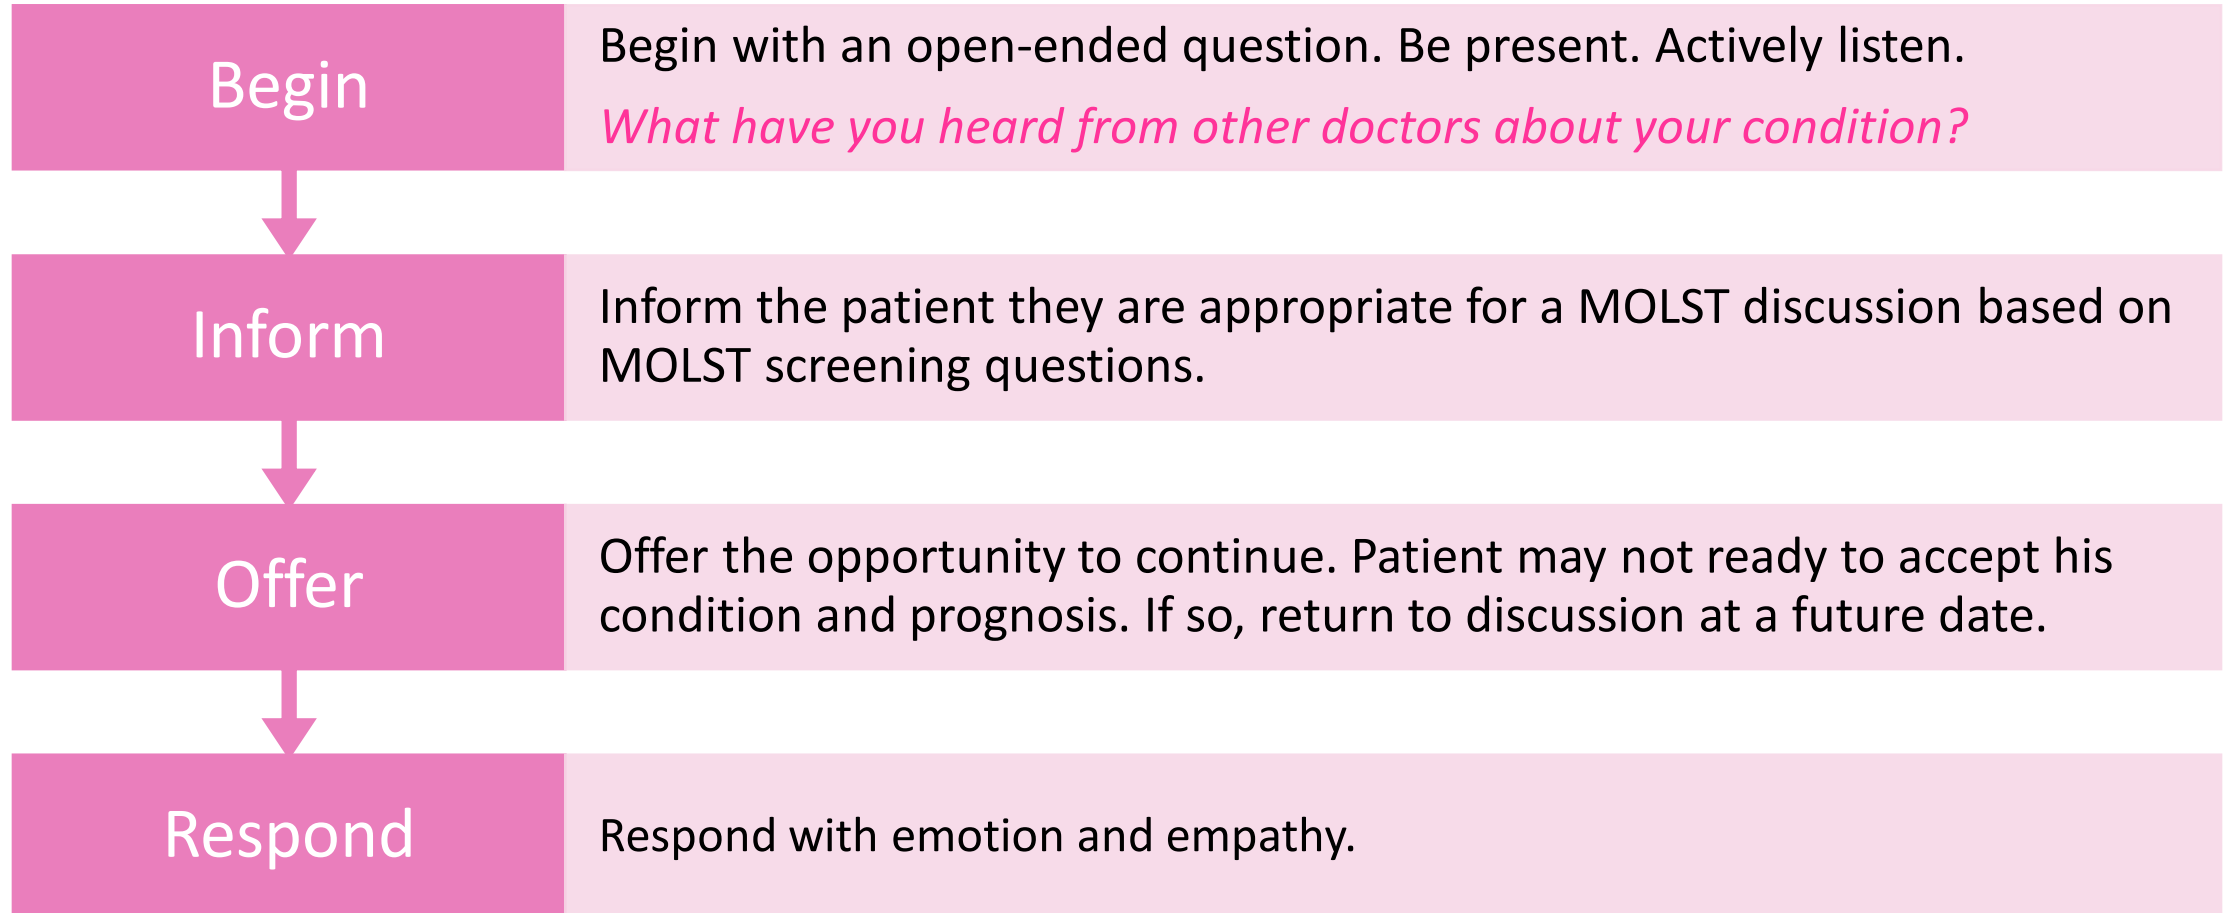 Begin
Begin with an open-ended question. Be present. Actively listen.
What have you heard from other doctors about your condition?
Inform
Inform the patient they are appropriate for a MOLST discussion based on
MOLST screening questions.
Offer
Offer the opportunity to continue. Patient may not ready to accept his
condition and prognosis. If so, return to discussion at a future date.
Respond
Respond with emotion and empathy.